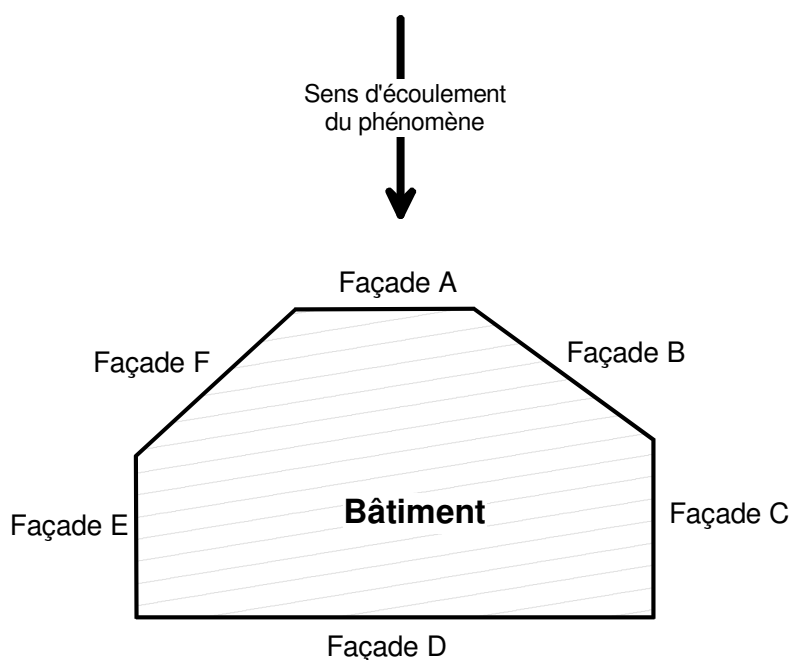 Sens d'écoulement
du phénomène
Façade A
Façade B
Façade F
Bâtiment
Façade C
Façade E
Façade D